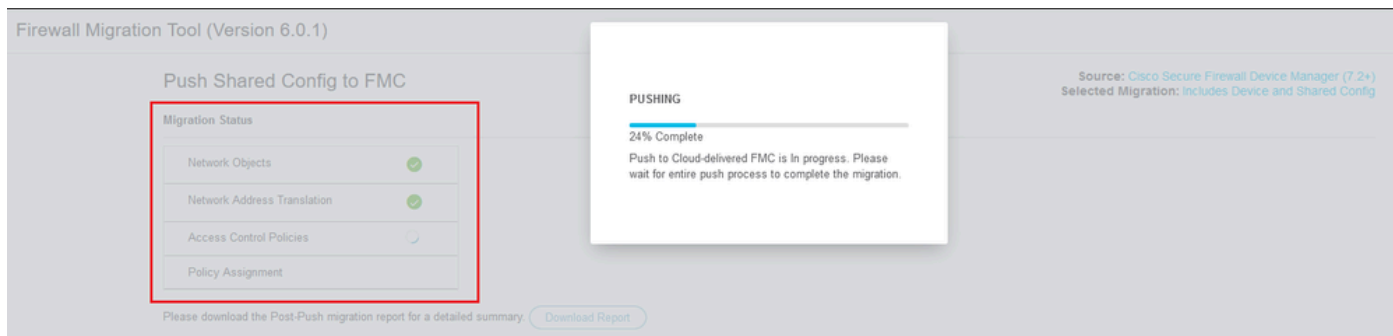 Firewall Migration Tool (Version 6.0.1)
Push Shared Config to FMC
Source: Cisco Secure Firewall Device Manager (7.2+)
Selected Migration: Includes Device and Shared Config
Migration Status
Network Objects
Network Address Translation
Access Control Policies
Policy Assignment
Please download the Post-Push migration report for a detailed summary. Download Report
PUSHING
24% Complete
Push to Cloud-delivered FMC is In progress. Please
wait for entire push process to complete the migration.